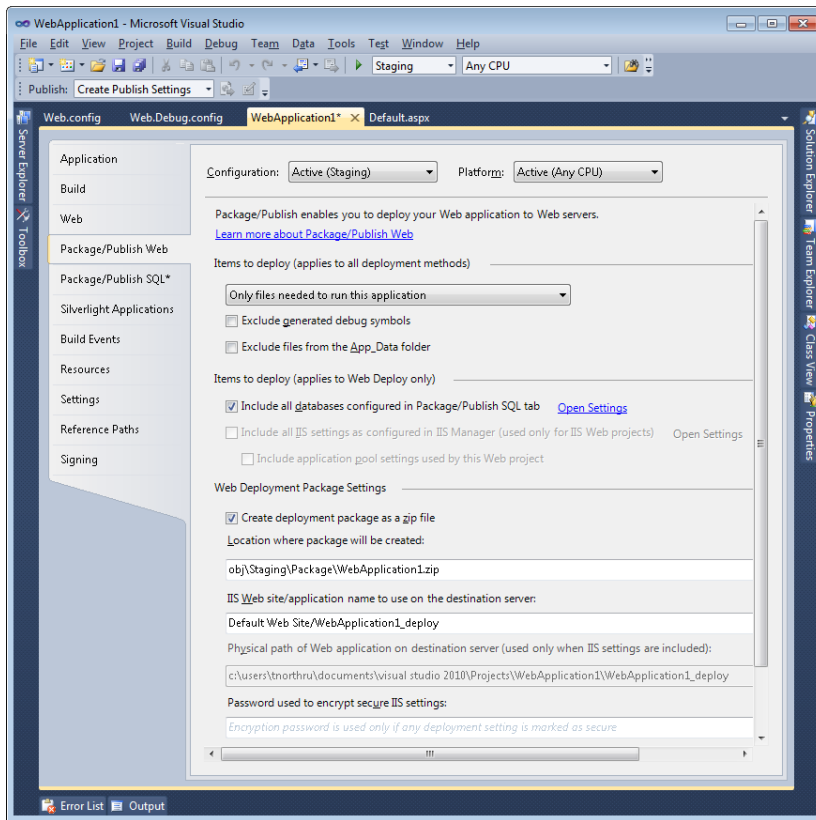 WebApplication1 - Microsoft Visual Studio
File Edit View Project Build Debug Team Data Tools Test Window Help
Staging Any CPU
Publish: Create Publish Settings
Web.config Web.Debug.config WebApplication1* Default.aspx
Server Explorer
Toolbox
Application
Build
Web
Package/Publish Web
Package/Publish SQL*
Silverlight Applications
Build Events
Resources
Settings
Reference Paths
Signing
Configuration: Active (Staging) Platform: Active (Any CPU)
Package/Publish enables you to deploy your Web application to Web servers.
Learn more about Package/Publish Web
Items to deploy (applies to all deployment methods)
Only files needed to run this application
Exclude generated debug symbols
Exclude files from the App_Data folder
Items to deploy (applies to Web Deploy only)
Include all databases configured in Package/Publish SQL tab Open Settings
Include all IIS settings as configured in IIS Manager (used only for IIS Web projects) Open Settings
Include application pool settings used by this Web project
Web Deployment Package Settings
Create deployment package as a zip file
Location where package will be created:
obj\Staging\Package\WebApplication1.zip
IIS Web site/application name to use on the destination server:
Default Web Site/WebApplication1_deploy
Physical path of Web application on destination server (used only when IIS settings are included):
c:\users\tnorthru\documents\visual studio 2010\Projects\WebApplication1\WebApplication1_deploy
Password used to encrypt secure IIS settings:
Encryption password is used only if any deployment setting is marked as secure
Solution Explorer
Team Explorer
Class View
Properties
Error List Output